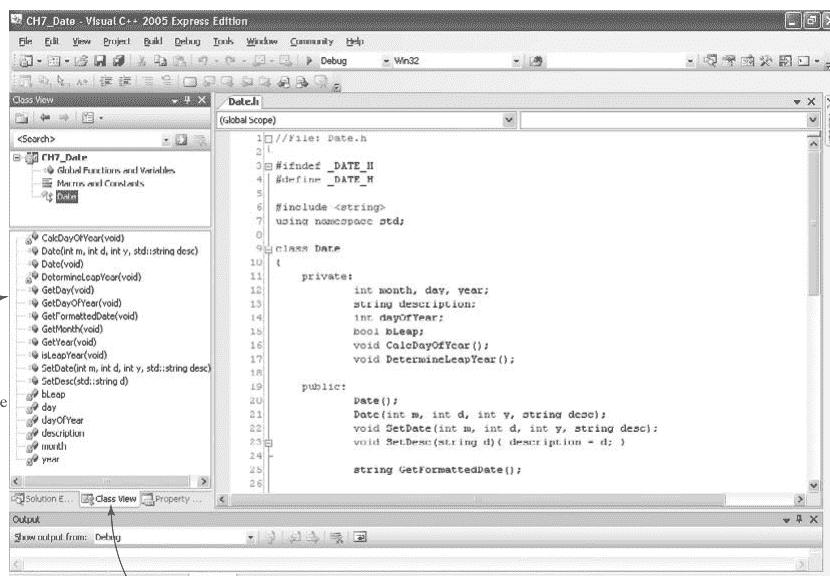 CH7_Date - Visual C++ 2005 Express Edition
File Edit View Project Build Debug Tools Window Community Help
Debug Win32
Class View
Date.h
(Global Scope)
<Search>
CH7_Date
Global Functions and Variables
Macros and Constants
Date
CalcDayOfYear(void)
Date(int m, int d, int y, std::string desc)
Date(void)
DetermineLeapYear(void)
GetDay(void)
GetDayOfYear(void)
GetFormattedDate(void)
GetMonth(void)
GetYear(void)
isLeapYear(void)
SetDate(int m, int d, int y, std::string desc)
SetDesc(std::string d)
bLeap
day
dayOfYear
description
month
year
1 //File: Date.h
2
3 #ifndef _DATE_H
4 #define _DATE_H
5
6 #include <string>
7 using namespace std;
8
9 class Date
10 {
11 private:
12 int month, day, year;
13 string description;
14 int dayOfYear;
15 bool bLeap;
16 void CalcDayOfYear();
17 void DetermineLeapYear();
18
19 public:
20 Date();
21 Date(int m, int d, int y, string desc);
22 void SetDate(int m, int d, int y, string desc);
23 void SetDesc(string d){ description = d; }
24
25 string GetFormattedDate();
26
e
Solution E... Class View Property ...
Output
Show output from: Debug